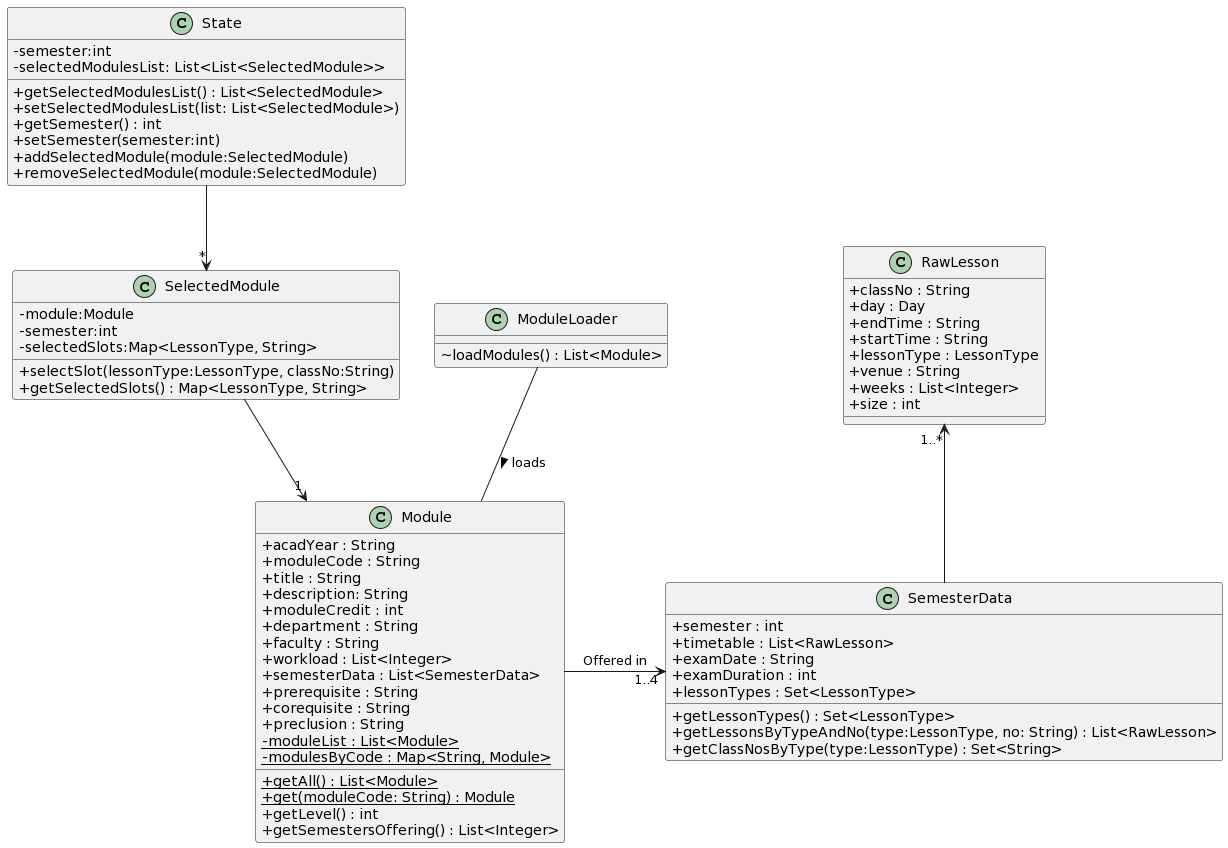 C State
-semester:int
-selectedModulesList: List<List<SelectedModule>>
+getSelectedModulesList() : List<SelectedModule>
+setSelectedModulesList(list: List<SelectedModule>)
+getSemester() : int
+setSemester(semester:int)
+addSelectedModule(module:SelectedModule)
+removeSelectedModule(module:SelectedModule)
*
C SelectedModule
-module:Module
-semester:int
-selectedSlots:Map<LessonType, String>
+selectSlot(lessonType:LessonType, classNo:String)
+getSelectedSlots() : Map<LessonType, String>
1
C ModuleLoader
~loadModules() : List<Module>
loads
C RawLesson
+classNo : String
+day : Day
+endTime : String
+startTime : String
+lessonType : LessonType
+venue : String
+weeks : List<Integer>
+size : int
1..*
C Module
+acadYear : String
+moduleCode : String
+title : String
+description: String
+moduleCredit : int
+department : String
+faculty : String
+workload : List<Integer>
+semesterData : List<SemesterData>
+prerequisite : String
+corequisite : String
+preclusion : String
-moduleList : List<Module>
-modulesByCode : Map<String, Module>
+getAll() : List<Module>
+get(moduleCode: String) : Module
+getLevel() : int
+getSemestersOffering() : List<Integer>
Offered in
1..4
C SemesterData
+semester : int
+timetable : List<RawLesson>
+examDate : String
+examDuration : int
+lessonTypes : Set<LessonType>
+getLessonTypes() : Set<LessonType>
+getLessonsByTypeAndNo(type:LessonType, no: String) : List<RawLesson>
+getClassNosByType(type:LessonType) : Set<String>